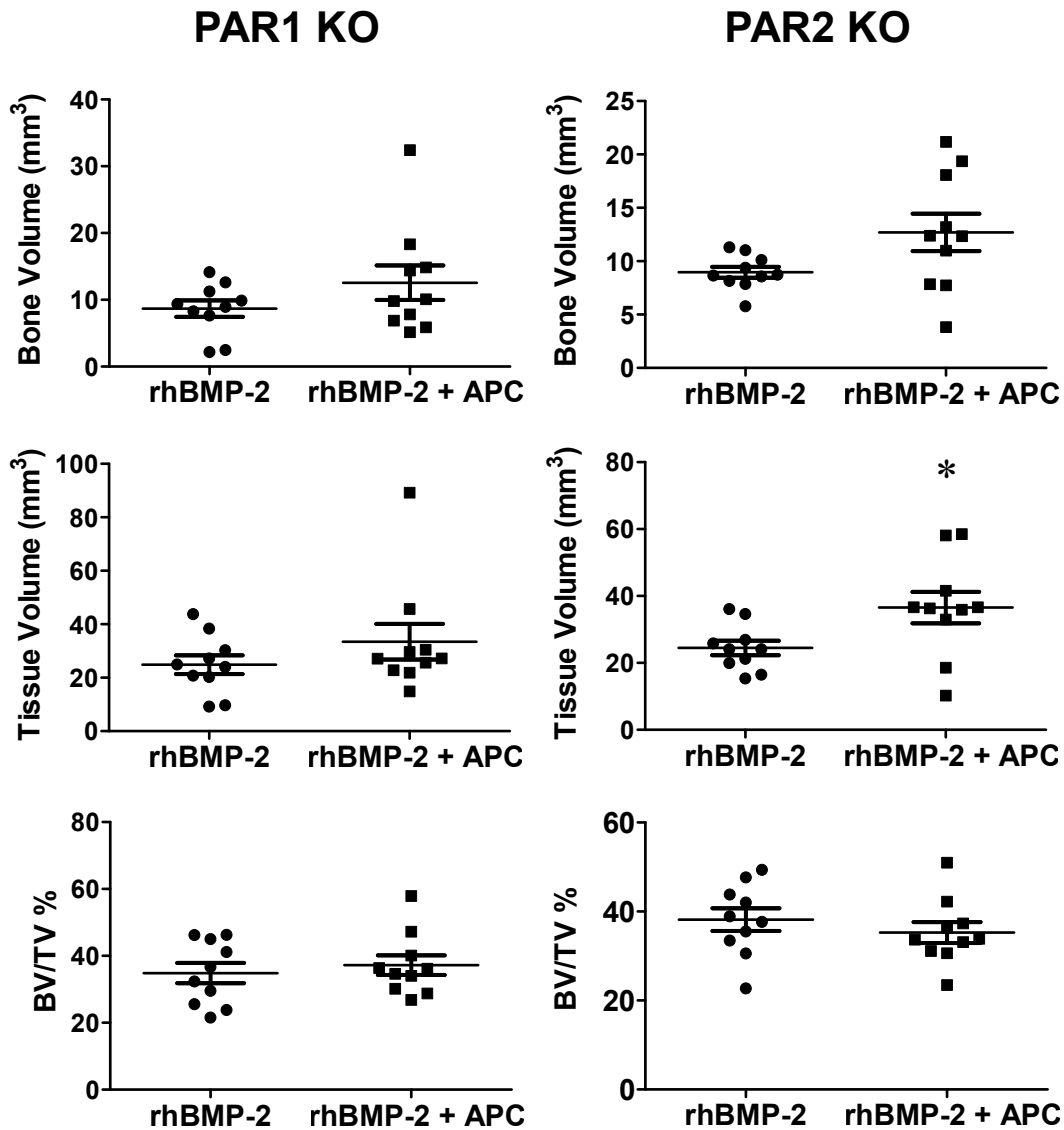 PAR1 KO
PAR2 KO
Bone Volume (mm³)
40
30
20
10
0
rhBMP-2
rhBMP-2 + APC
Bone Volume (mm³)
25
20
15
10
5
0
rhBMP-2
rhBMP-2 + APC
Tissue Volume (mm³)
100
80
60
40
20
0
rhBMP-2
rhBMP-2 + APC
Tissue Volume (mm³)
80
60
40
20
0
*
rhBMP-2
rhBMP-2 + APC
BV/TV %
80
60
40
20
0
rhBMP-2
rhBMP-2 + APC
BV/TV %
60
40
20
0
rhBMP-2
rhBMP-2 + APC